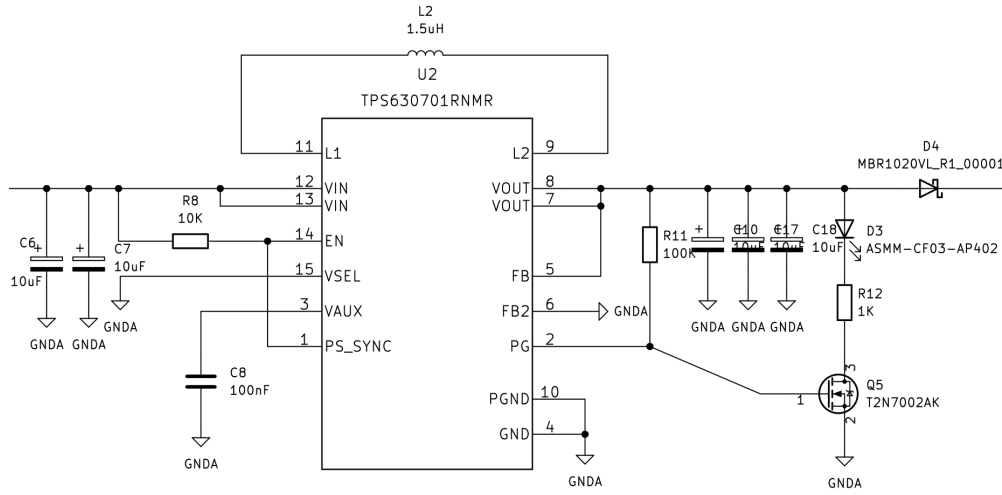 L2
1.5uH
U2
TPS630701RNMR
D4
MBR1020VL_R1_00001
11 L1 L2 9
12 VIN VOUT 8
13 VIN VOUT 7
R8
10K
14 EN
15 VSEL FB 5
3 VAUX FB2 6 GNDA
1 PS_SYNC PG 2
PGND 10
GND 4
C6 +
10uF
+ C7
10uF
GNDA GNDA GNDA
C8
100nF
GNDA
R11
100K
+ C10
10uF
+ C17
10uF
+ C18
10uF
GNDA GNDA GNDA
D3
ASMM-CF03-AP402
R12
1K
3
Q5
1 T2N7002AK
2
GNDA
GNDA